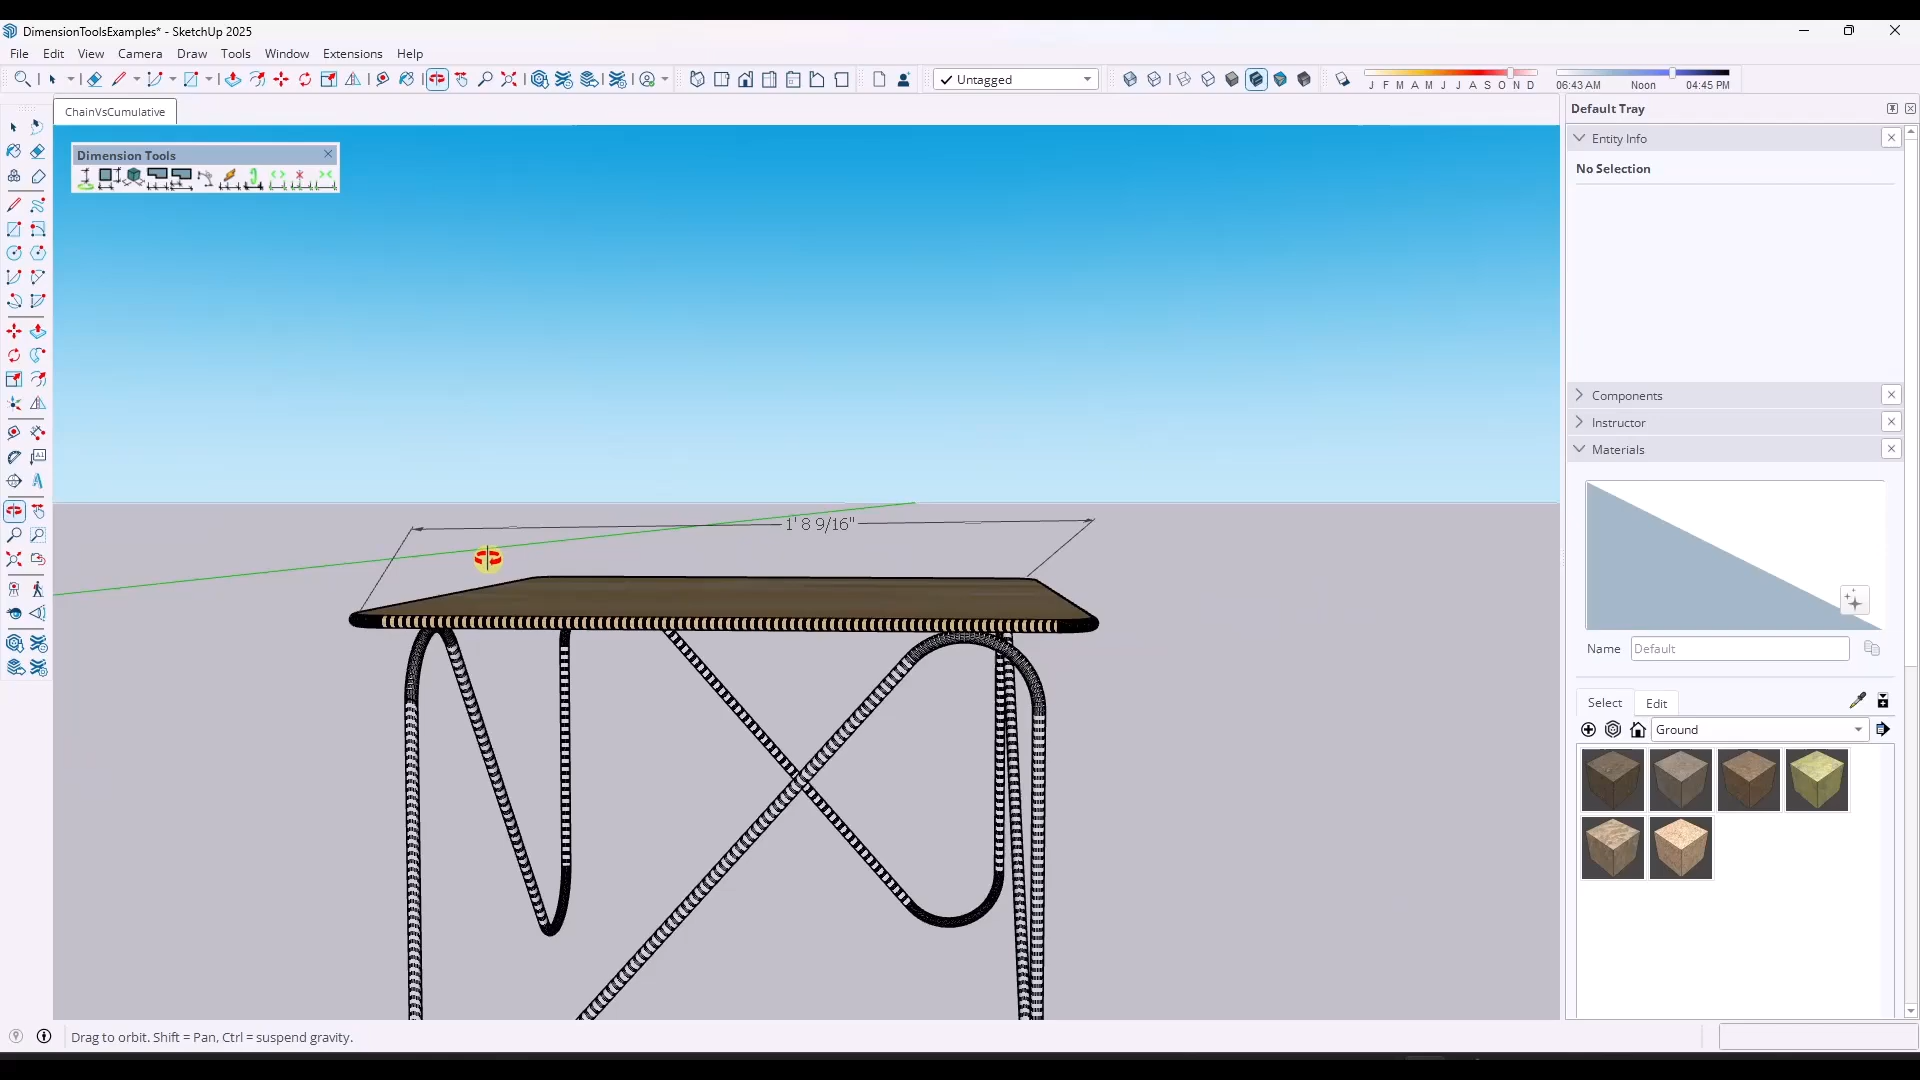 DimensionToolsExamples* - SketchUp 2025
File Edit View Camera Draw Tools Window Extensions Help
Untagged
J F M A M J J A S O N D
06:43 AM Noon 04:45 PM
ChainVsCumulative
Default Tray
Dimension Tools
Entity Info
No Selection
Components
Instructor
Materials
1' 8 9/16"
Name Default
Select Edit
Ground
Drag to orbit. Shift = Pan, Ctrl = suspend gravity.